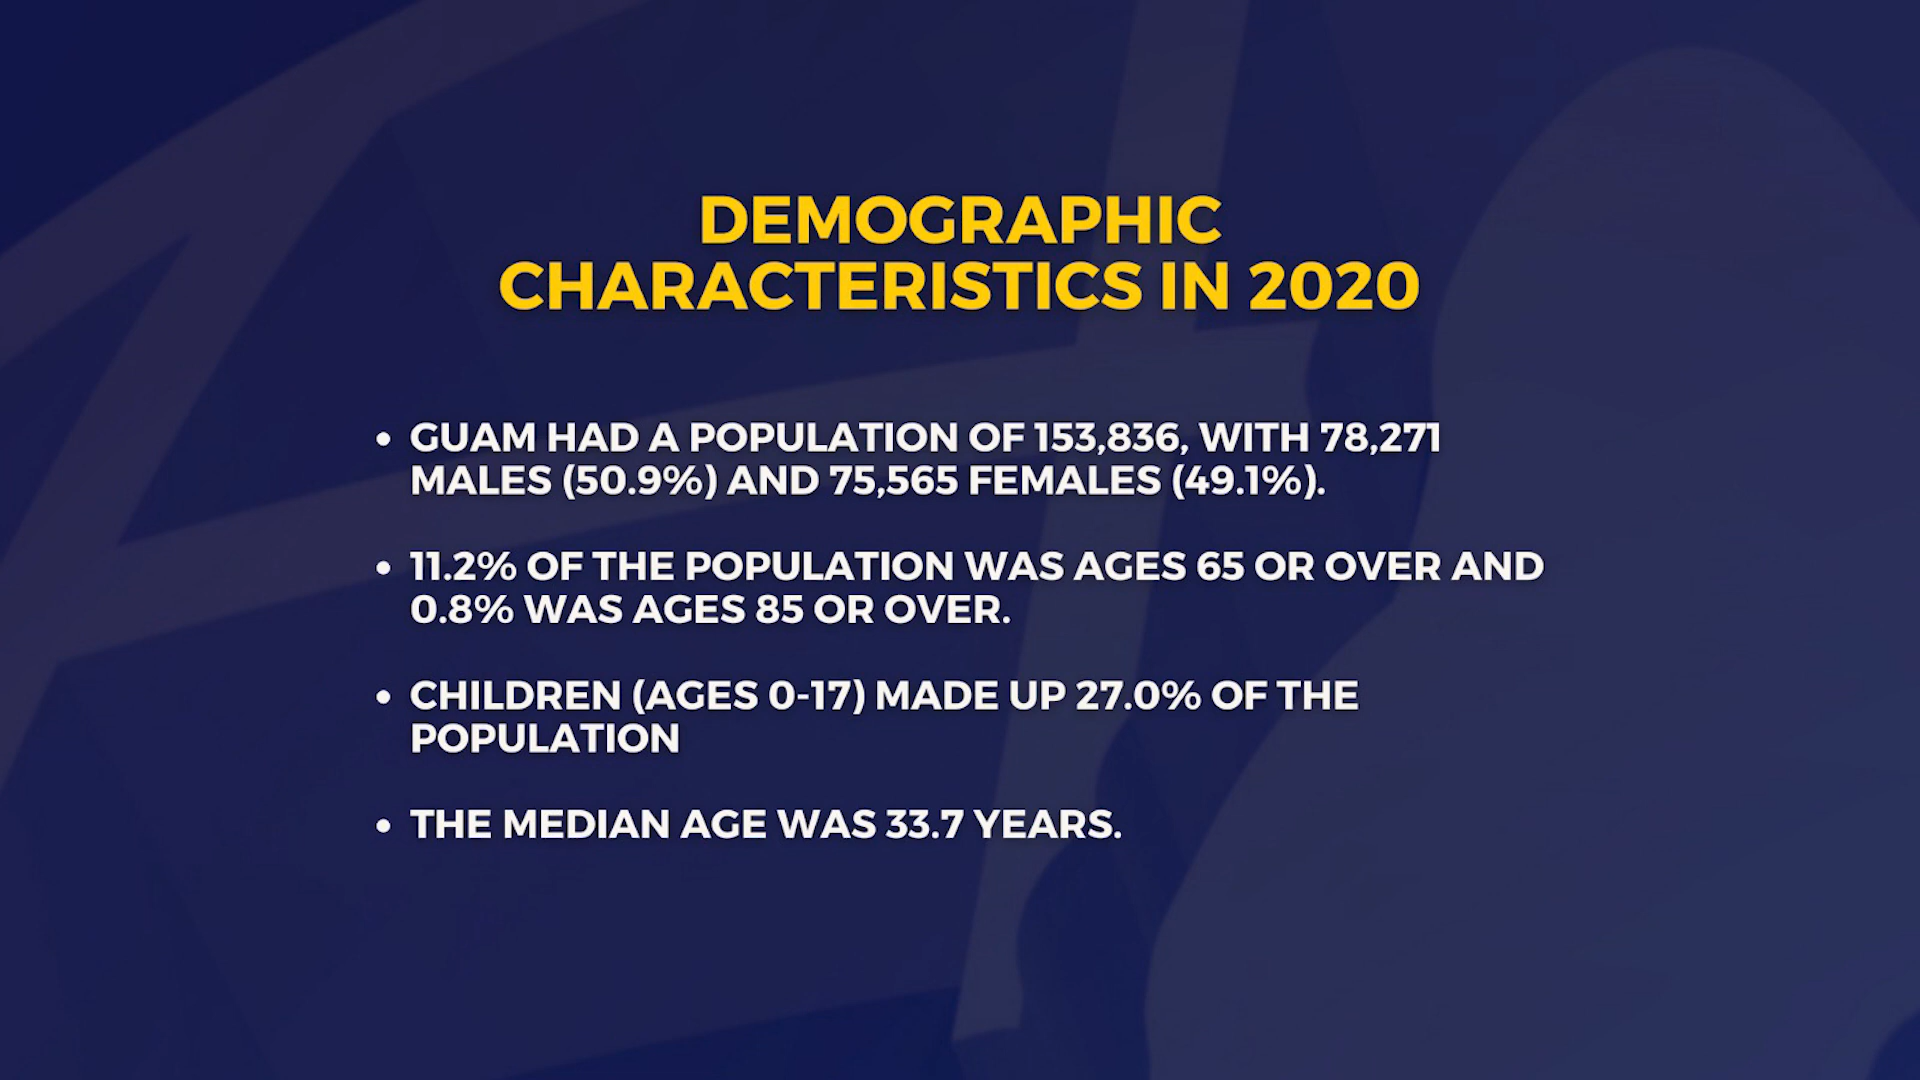 DEMOGRAPHIC
CHARACTERISTICS IN 2020
• GUAM HAD A POPULATION OF 153,836, WITH 78,271
MALES (50.9%) AND 75,565 FEMALES (49.1%).
• 11.2% OF THE POPULATION WAS AGES 65 OR OVER AND
0.8% WAS AGES 85 OR OVER.
• CHILDREN (AGES 0-17) MADE UP 27.0% OF THE
POPULATION
• THE MEDIAN AGE WAS 33.7 YEARS.